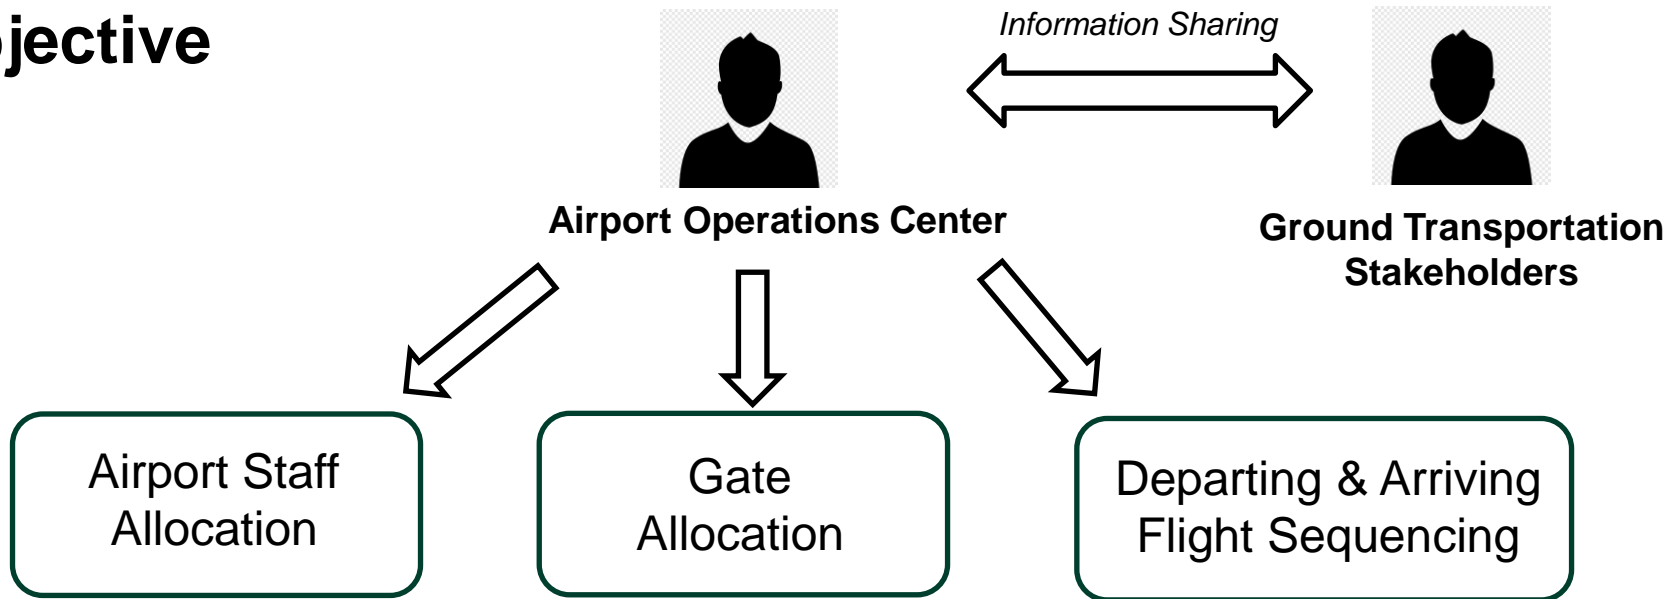 jective
Information Sharing
Airport Operations Center
Ground Transportation
Stakeholders
Airport Staff
Allocation
Gate
Allocation
Departing & Arriving
Flight Sequencing